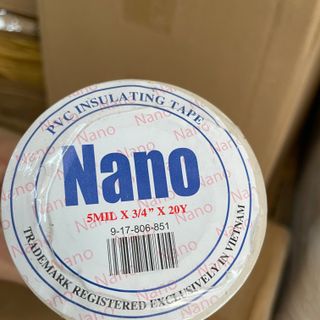 PVC INSULATING TAPE
Nano
5MIL X 3/4" X 20Y
9-17-806-851
TRADEMARK REGISTERED EXCLUSIVELY IN VIETNAM